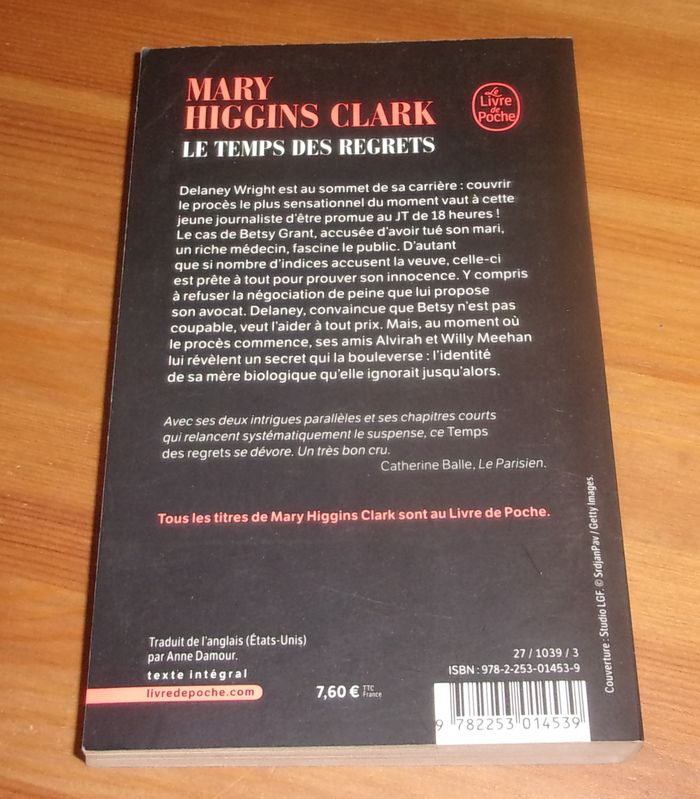 MARY
HIGGINS CLARK
LE TEMPS DES REGRETS
Le
Livre
de
Poche
Delaney Wright est au sommet de sa carrière : couvrir
le procès le plus sensationnel du moment vaut à cette
jeune journaliste d'être promue au JT de 18 heures !
Le cas de Betsy Grant, accusée d'avoir tué son mari,
un riche médecin, fascine le public. D'autant
que si nombre d'indices accusent la veuve, celle-ci
est prête à tout pour prouver son innocence. Y compris
à refuser la négociation de peine que lui propose
son avocat. Delaney, convaincue que Betsy n'est pas
coupable, veut l'aider à tout prix. Mais, au moment où
le procès commence, ses amis Alvirah et Willy Meehan
lui révèlent un secret qui la bouleverse : l'identité
de sa mère biologique qu'elle ignorait jusqu'alors.
Avec ses deux intrigues parallèles et ses chapitres courts
qui relancent systématiquement le suspense, ce Temps
des regrets se dévore. Un très bon cru.
Catherine Balle, Le Parisien.
Tous les titres de Mary Higgins Clark sont au Livre de Poche.
Traduit de l'anglais (États-Unis)
par Anne Damour.
texte intégral
livredepoche.com
7,60 € TTC
France
27 / 1039 / 3
ISBN : 978-2-253-01453-9
9 782253 014539
Couverture : Studio LGF. © SrdjanPav / Getty Images.